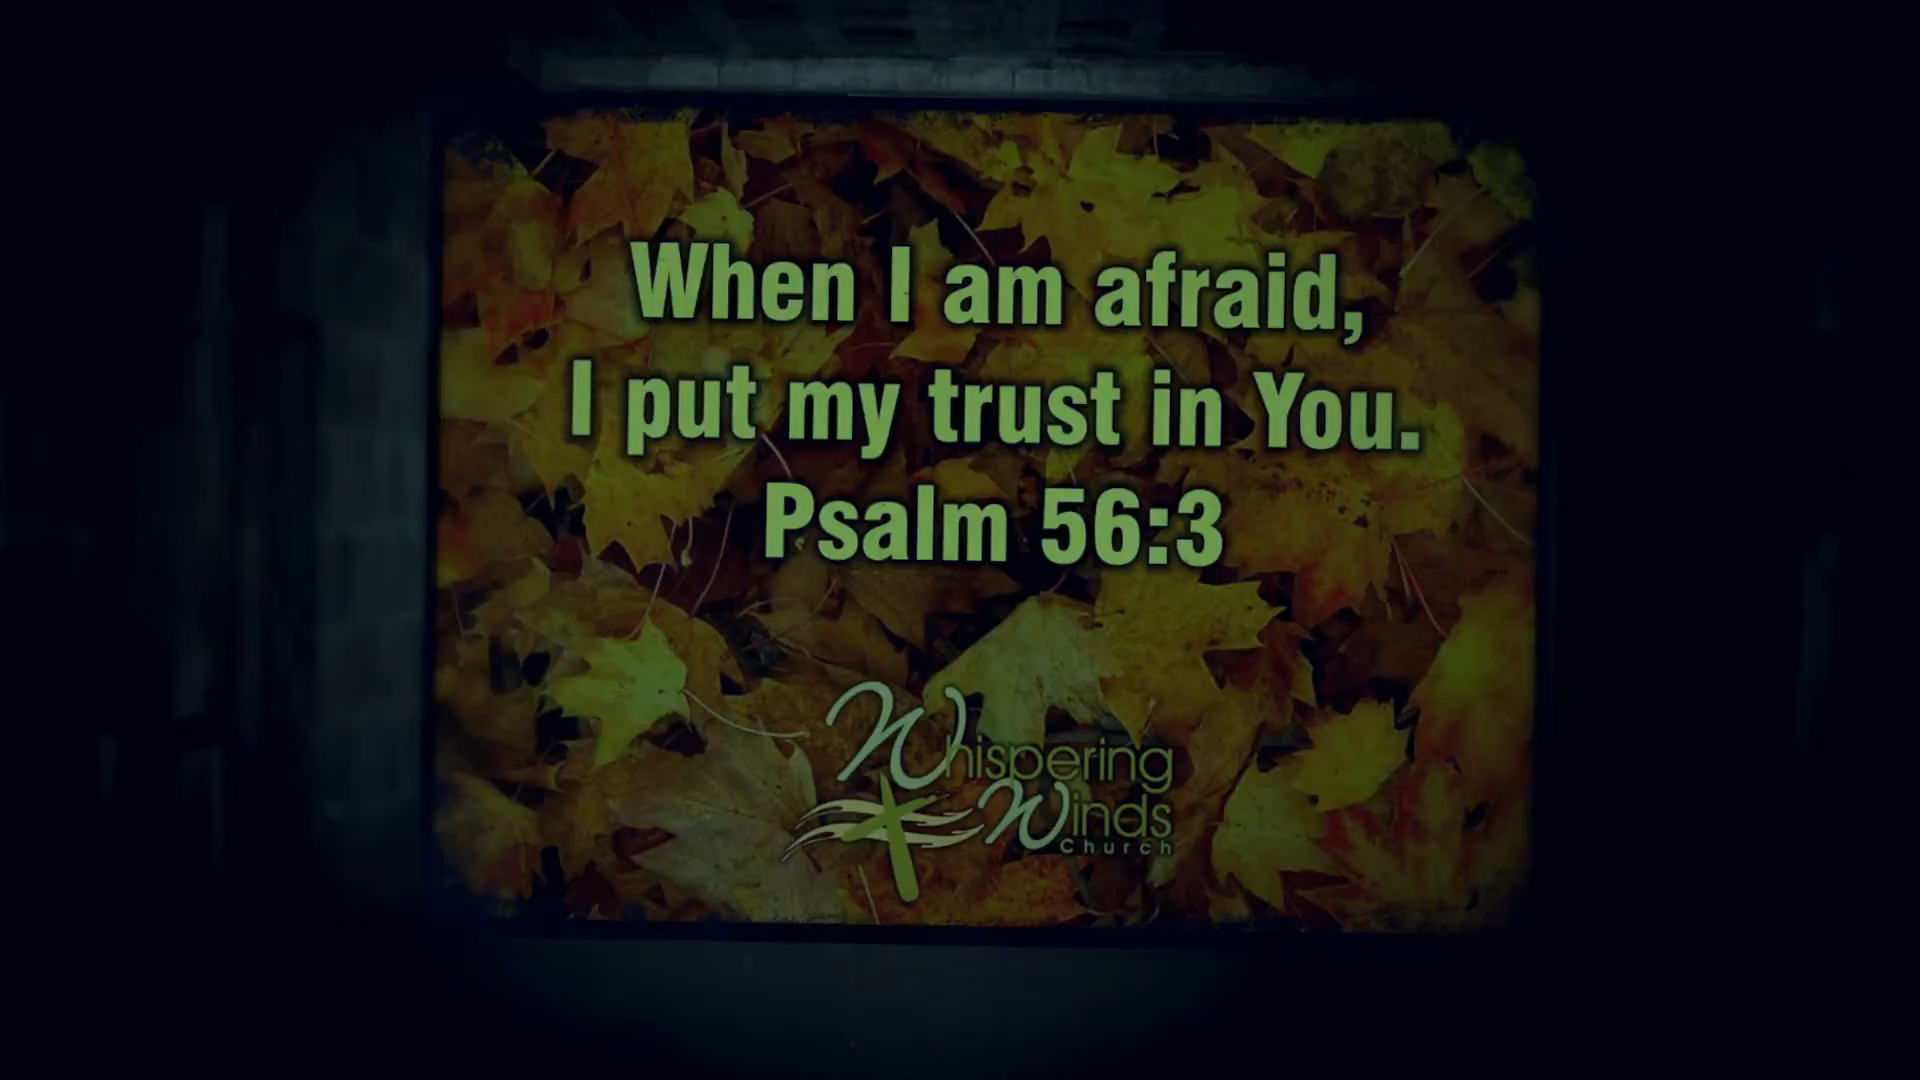 When I am afraid,
I put my trust in You.
Psalm 56:3
Whispering
Winds
Church